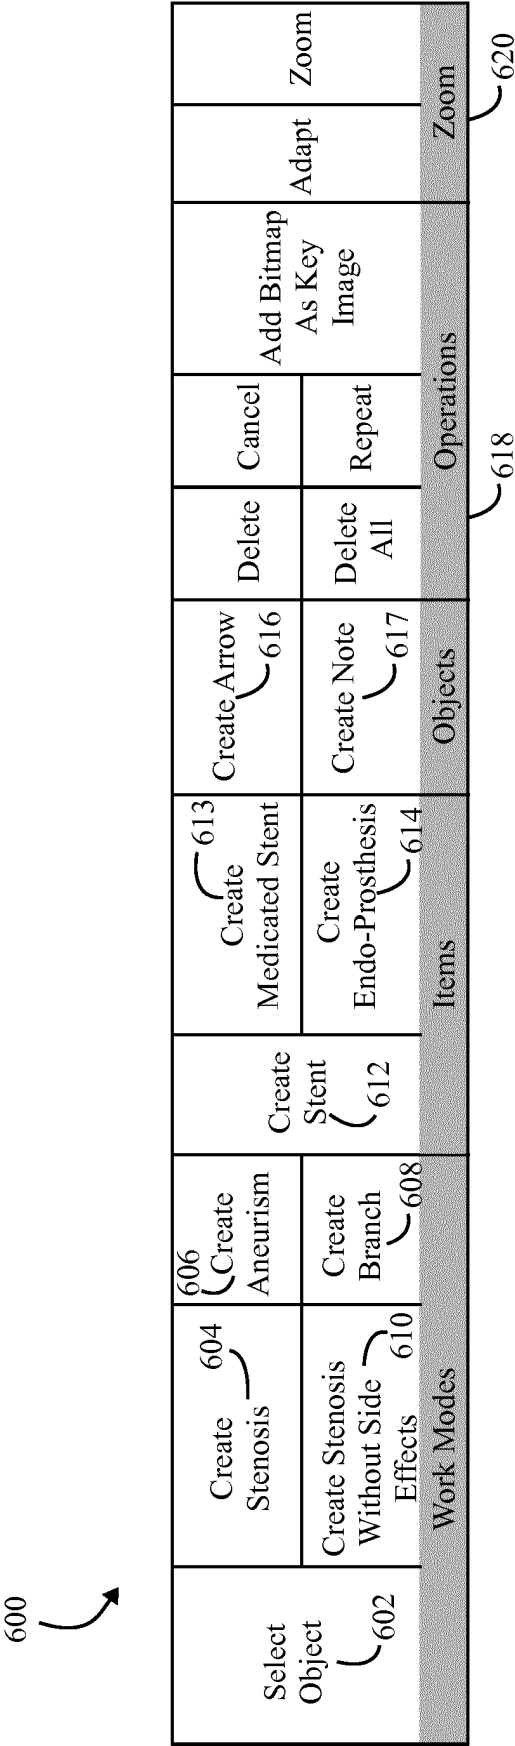 600
Select
Object
602
Create
Stenosis
604
Create Stenosis
Without Side
Effects
610
606
Create
Aneurism
Create
Branch
608
Work Modes
Create
Stent
612
613
Create
Medicated Stent
Create
Endo-Prosthesis
614
Items
Create Arrow
616
Create Note
617
Objects
Delete
Delete
All
Cancel
Repeat
Add Bitmap
As Key
Image
Operations
618
Adapt
Zoom
Zoom
620